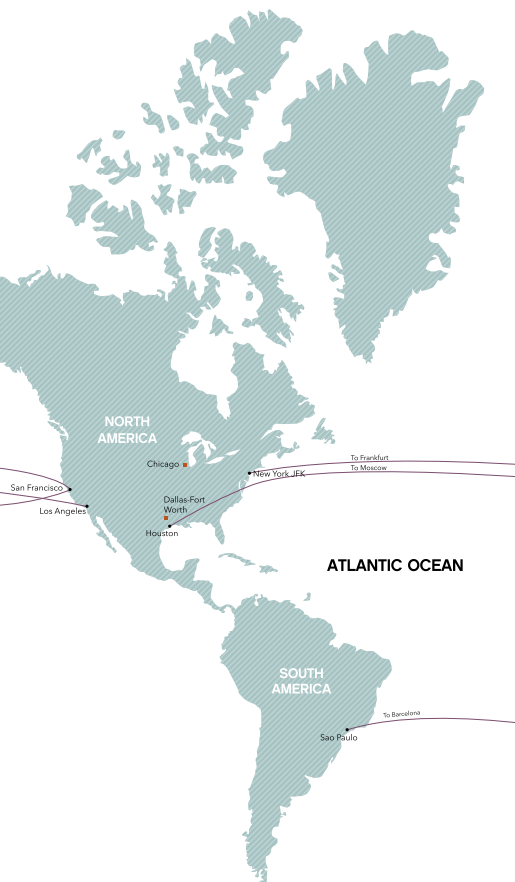 NORTH
AMERICA
To Frankfurt
Chicago
To Moscow
New York JFK
San Francisco
Dallas-Fort
Worth
Los Angeles
Houston
ATLANTIC OCEAN
SOUTH
AMERICA
To Barcelona
Sao Paulo